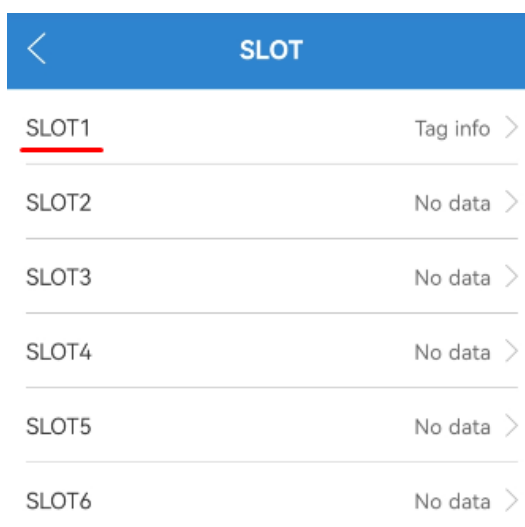 SLOT
SLOT1 Tag info
SLOT2 No data
SLOT3 No data
SLOT4 No data
SLOT5 No data
SLOT6 No data